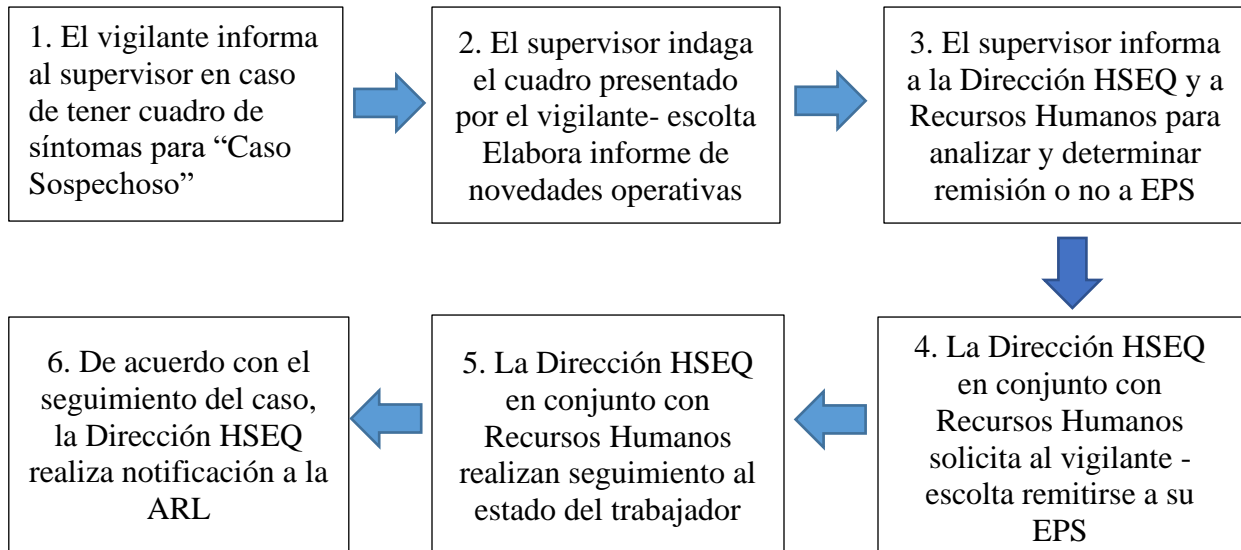 1. El vigilante informa
al supervisor en caso
de tener cuadro de
síntomas para “Caso
Sospechoso”
2. El supervisor indaga
el cuadro presentado
por el vigilante- escolta
Elabora informe de
novedades operativas
3. El supervisor informa
a la Dirección HSEQ y a
Recursos Humanos para
analizar y determinar
remisión o no a EPS
4. La Dirección HSEQ
en conjunto con
Recursos Humanos
solicita al vigilante -
escolta remitirse a su
EPS
5. La Dirección HSEQ
en conjunto con
Recursos Humanos
realizan seguimiento al
estado del trabajador
6. De acuerdo con el
seguimiento del caso,
la Dirección HSEQ
realiza notificación a la
ARL